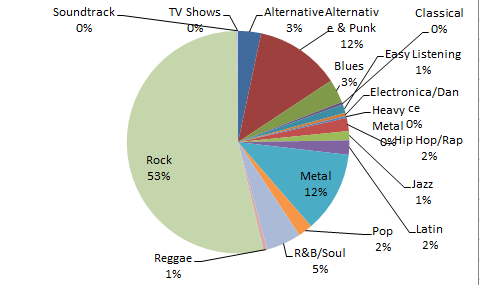 Soundtrack
0%
TV Shows
0%
Alternative
3%
Alternativ
e & Punk
12%
Classical
0%
Blues
3%
Easy Listening
1%
Electronica/Dan
ce
0%
Heavy
Metal
0%
Hip Hop/Rap
2%
Jazz
1%
Latin
2%
Metal
12%
Pop
2%
R&B/Soul
5%
Reggae
1%
Rock
53%